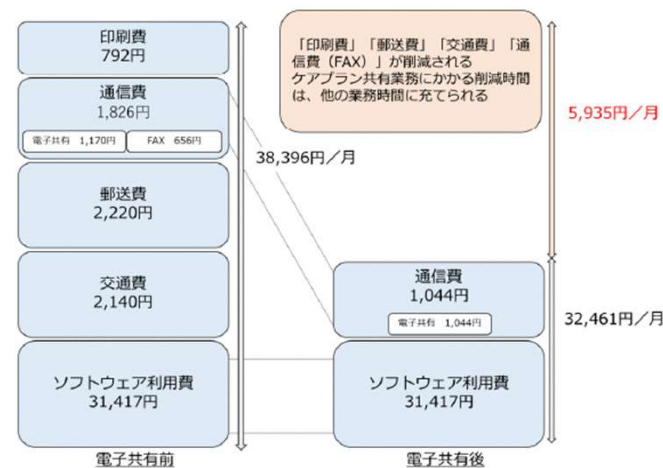 印刷費
792円
通信費
1,826円
電子共有 1,170円
FAX 656円
郵送費
2,220円
交通費
2,140円
ソフトウェア利用費
31,417円
電子共有前
38,396円／月
「印刷費」「郵送費」「交通費」「通
信費（FAX）」が削減される
ケアプラン共有業務にかかる削減時間
は、他の業務時間に充てられる
5,935円／月
通信費
1,044円
電子共有 1,044円
ソフトウェア利用費
31,417円
電子共有後
32,461円／月